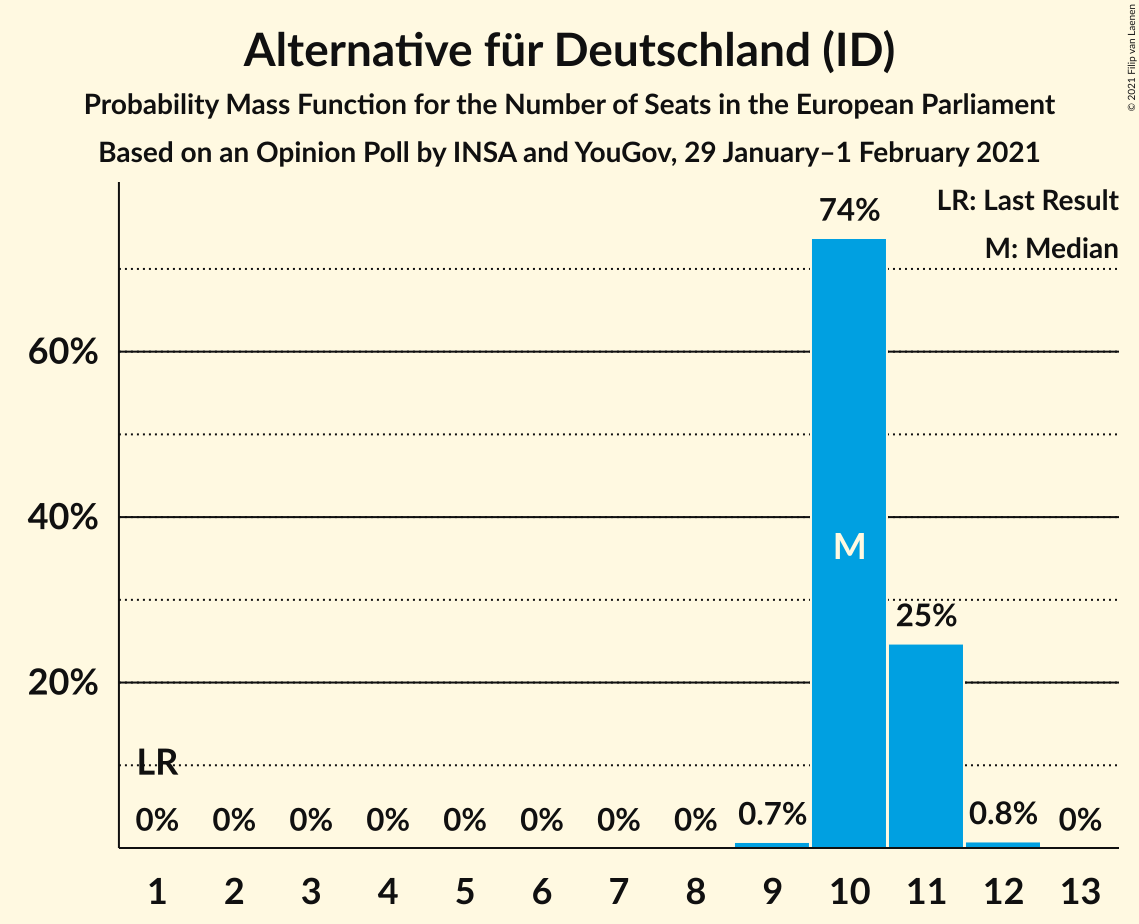 Alternative für Deutschland (ID)
Probability Mass Function for the Number of Seats in the European Parliament
Based on an Opinion Poll by INSA and YouGov, 29 January–1 February 2021
© 2021 Filip van Laenen
LR: Last Result
M: Median
74%
60%
40%
M
25%
20%
LR
0% 0% 0% 0% 0% 0% 0% 0% 0.7% 0.8% 0%
1 2 3 4 5 6 7 8 9 10 11 12 13